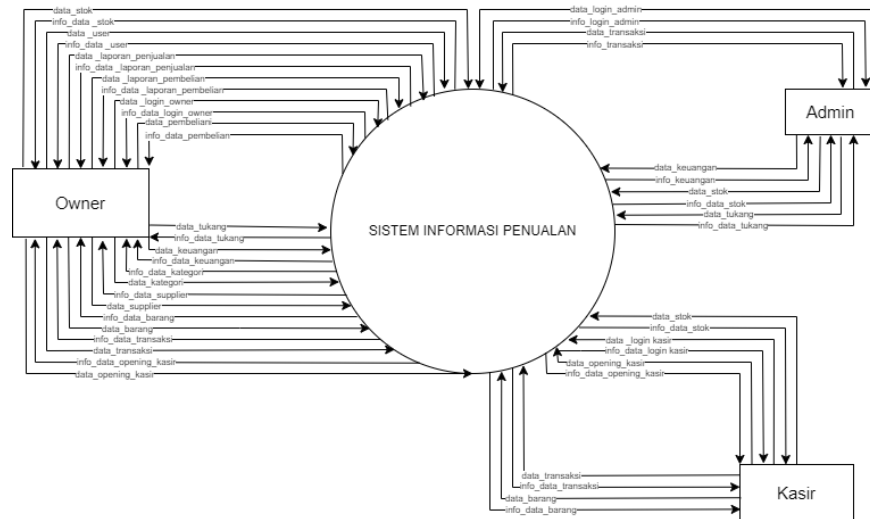 data_stok
info_data _stok
data _user
info_data _user
data _laporan_penjualan
info_data _laporan_penjualan
data _laporan_pembelian
info_data _laporan_pembelian
data _login_owner
info_data_login_owner
data_pembeliani
info_data_pembelian
Owner
data_tukang
info_data_tukang
data_keuangan
info_data_keuangan
info_data_kategori
data_kategori
info_data_supplier
data_supplier
info_data_barang
data_barang
info_data_transaksi
data_transaksi
info_data_opening_kasir
data_opening_kasir
SISTEM INFORMASI PENUALAN
data_login_admin
info_login_admin
data_transaksi
info_transaksi
Admin
data_keuangan
info_keuangan
data_stok
info_data_stok
data_tukang
info_data_tukang
data_stok
info_data_stok
data _login kasir
info_data_login kasir
data_opening_kasir
info_data_opening_kasir
data_transaksi
info_data_transaksi
data_barang
info_data_barang
Kasir